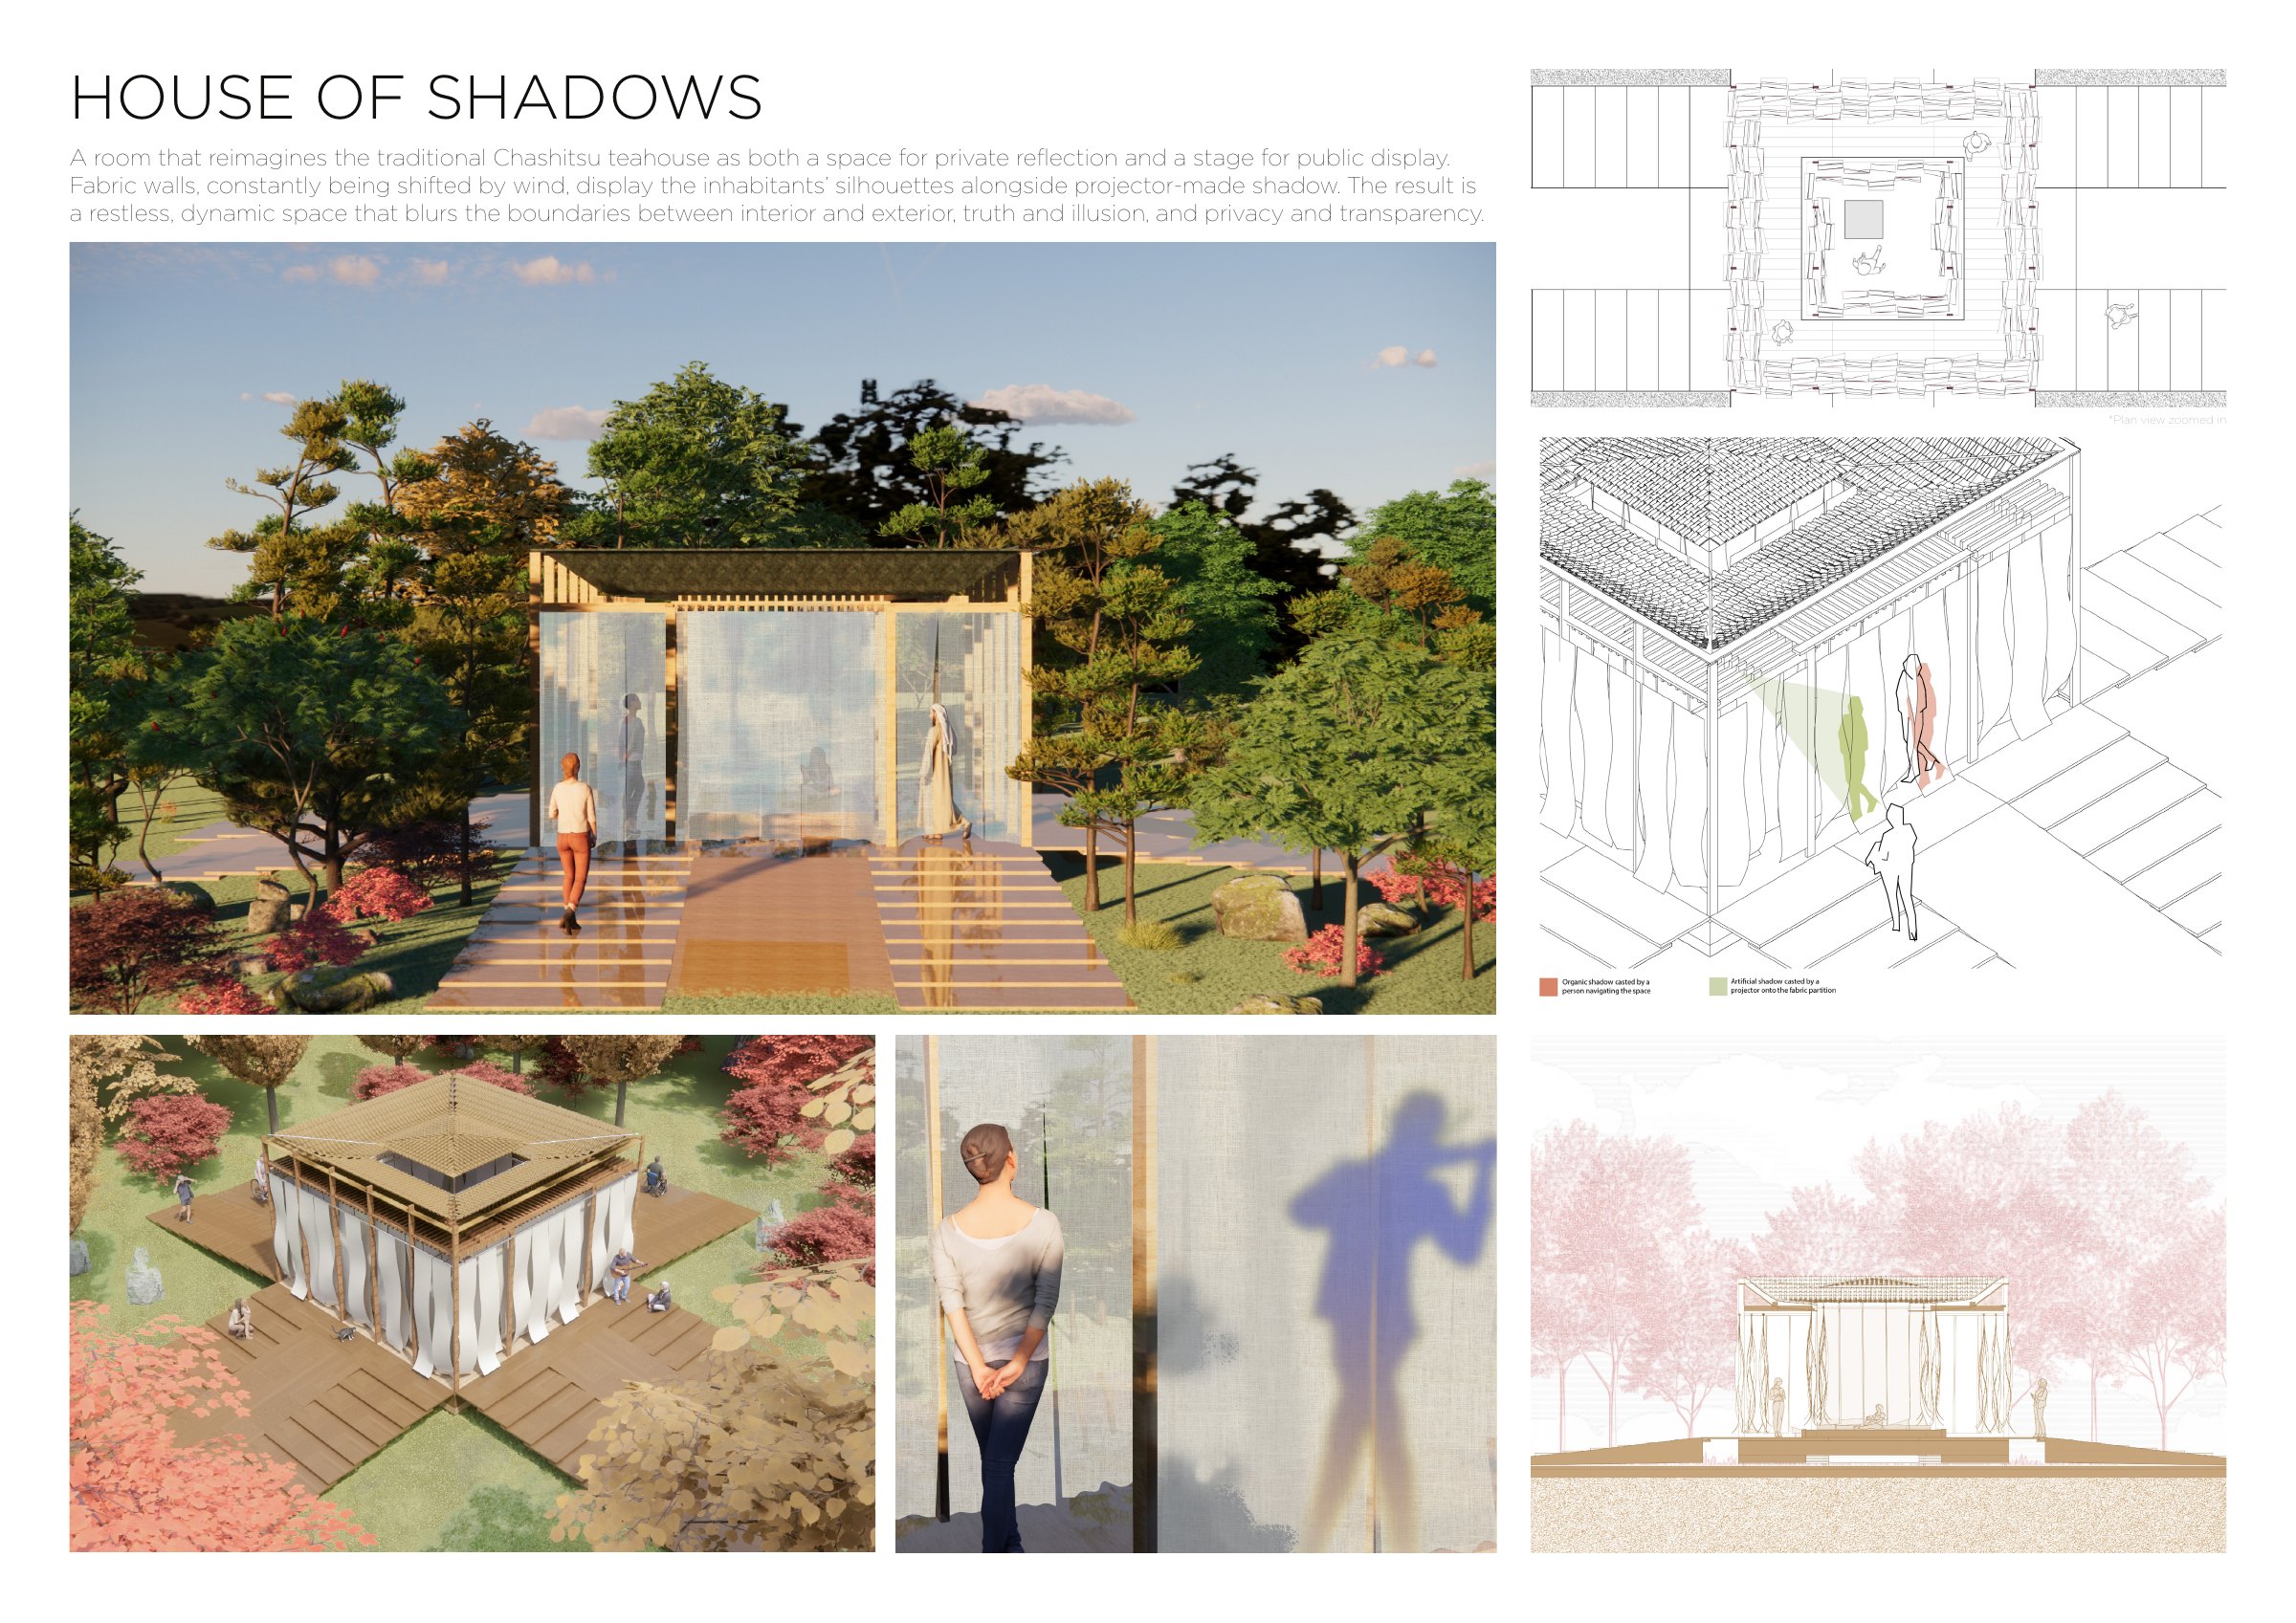 HOUSE OF SHADOWS
A room that reimagines the traditional Chashitsu teahouse as both a space for private reflection and a stage for public display.
Fabric walls, constantly being shifted by wind, display the inhabitants' silhouettes alongside projector-made shadow. The result is
a restless, dynamic space that blurs the boundaries between interior and exterior, truth and illusion, and privacy and transparency.
*Plan view zoomed in
Organic shadow casted by a
person navigating the space
Artificial shadow casted by a
projector onto the fabric partition